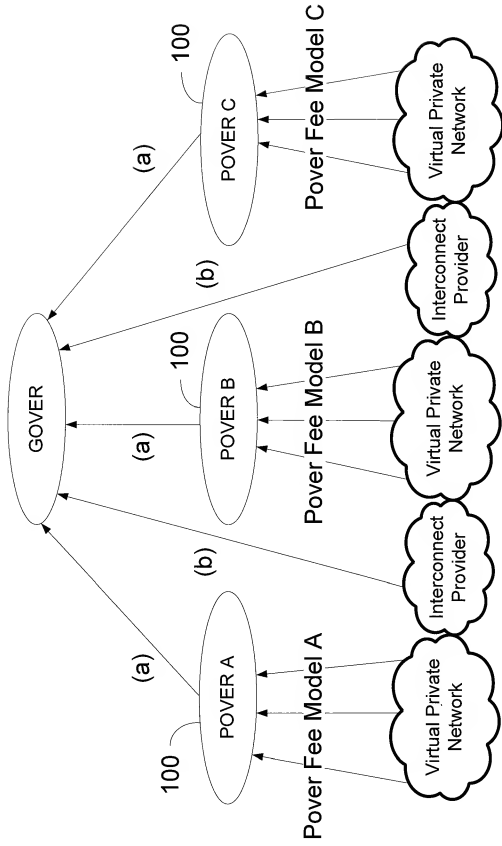 GOVER
(a)
(b)
(a)
(b)
(a)
100
POVER A
100
POVER B
100
POVER C
Pover Fee Model A
Pover Fee Model B
Pover Fee Model C
Virtual Private
Network
Interconnect
Provider
Virtual Private
Network
Interconnect
Provider
Virtual Private
Network